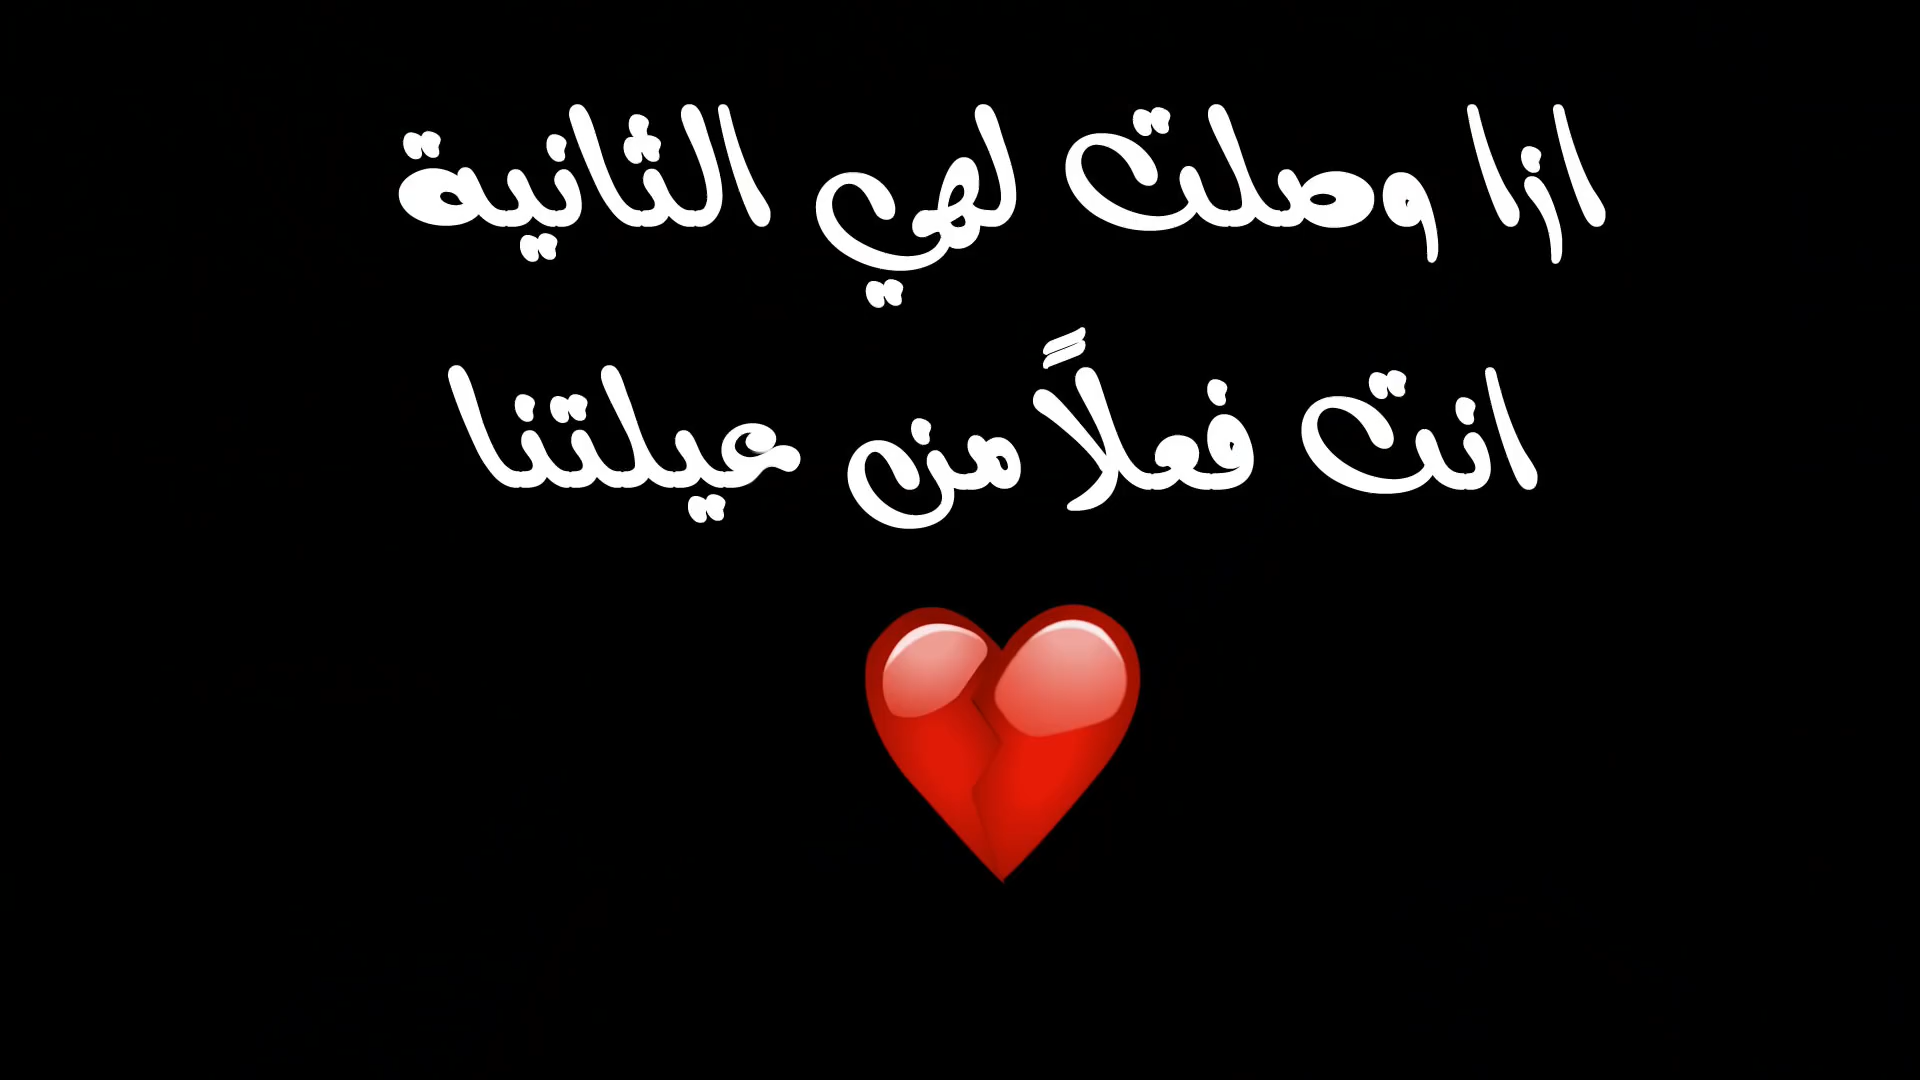 ازا وصلت لهي الثانية
انت فعلاً من عيلتنا